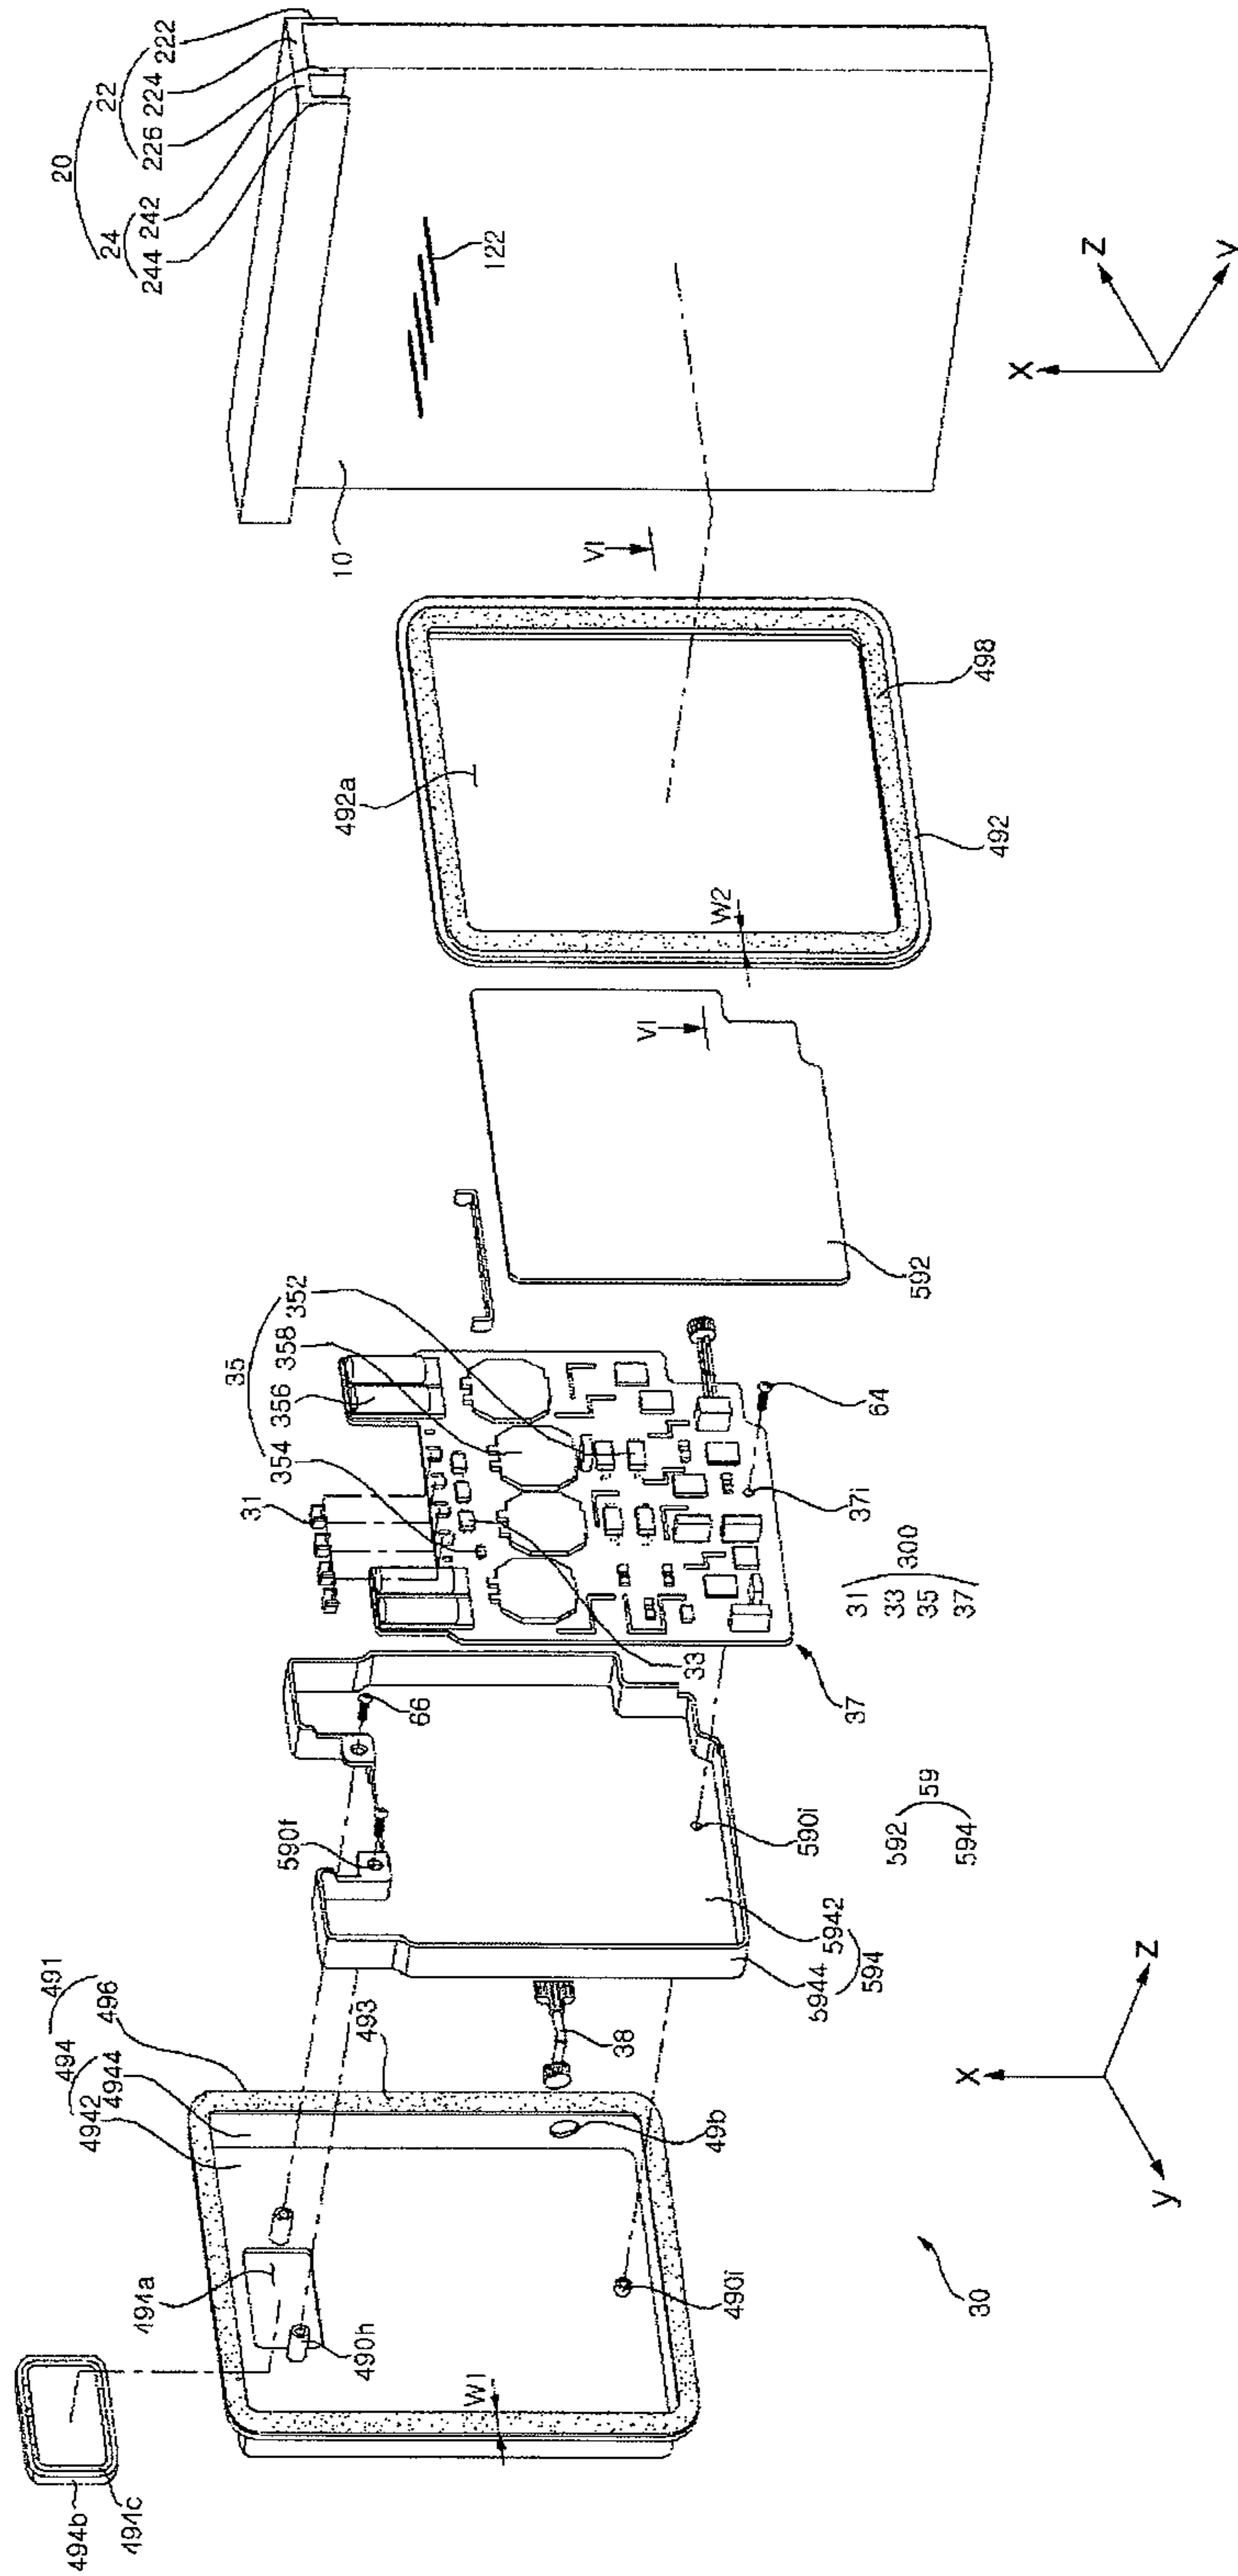 20
24 22
244 242 226 224 222
122
10
X
Z
y
VI
VI
492a
W2
498
492
592
35
354 356 358 352
31
64
37i
33
37
300
31
33
35
37
66
590f
590i
5942
5944
594
59
592
594
38
491
494 496
4942 4944
493
49b
494a
490h
490i
W1
494b
494c
X
Z
y
30